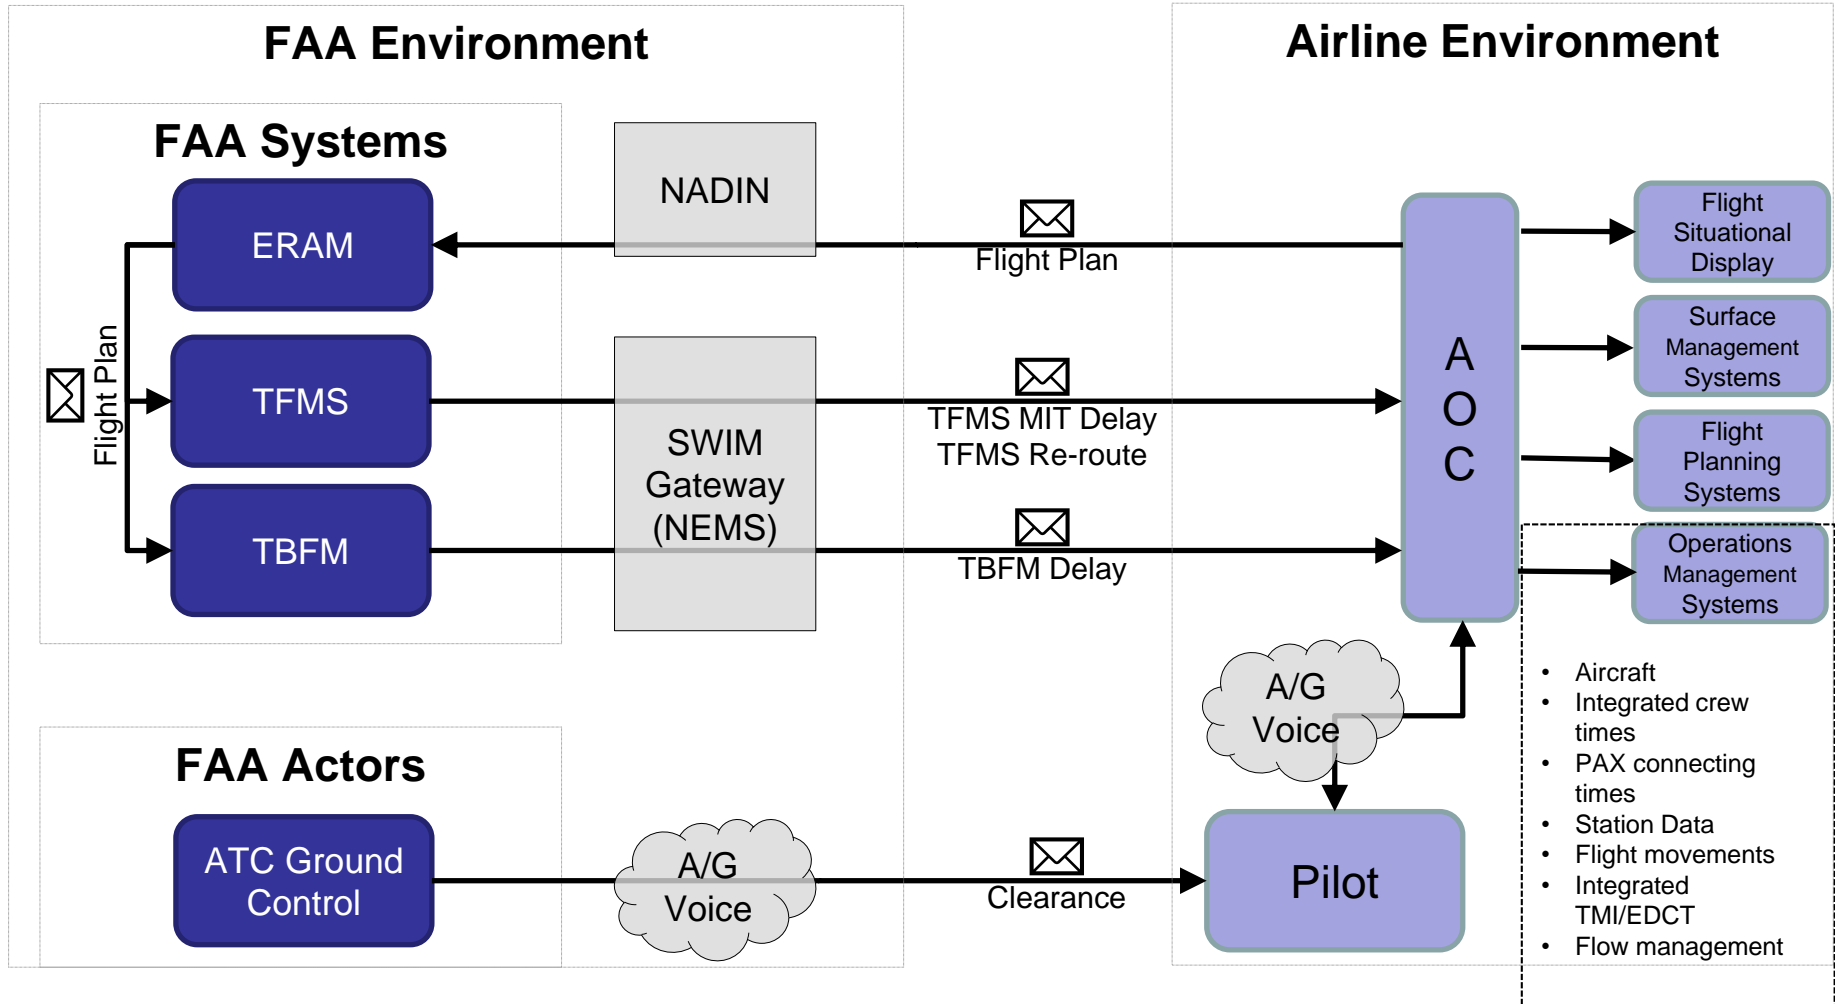 FAA Environment
Airline Environment
FAA Systems
NADIN
ERAM
Flight Plan
Flight
Situational
Display
Flight Plan
TFMS
SWIM
Gateway
(NEMS)
TFMS MIT Delay
TFMS Re-route
A
O
C
Surface
Management
Systems
Flight
Planning
Systems
TBFM
TBFM Delay
Operations
Management
Systems
A/G
Voice
• Aircraft
• Integrated crew
times
• PAX connecting
times
• Station Data
• Flight movements
• Integrated
TMI/EDCT
• Flow management
FAA Actors
ATC Ground
Control
A/G
Voice
Clearance
Pilot